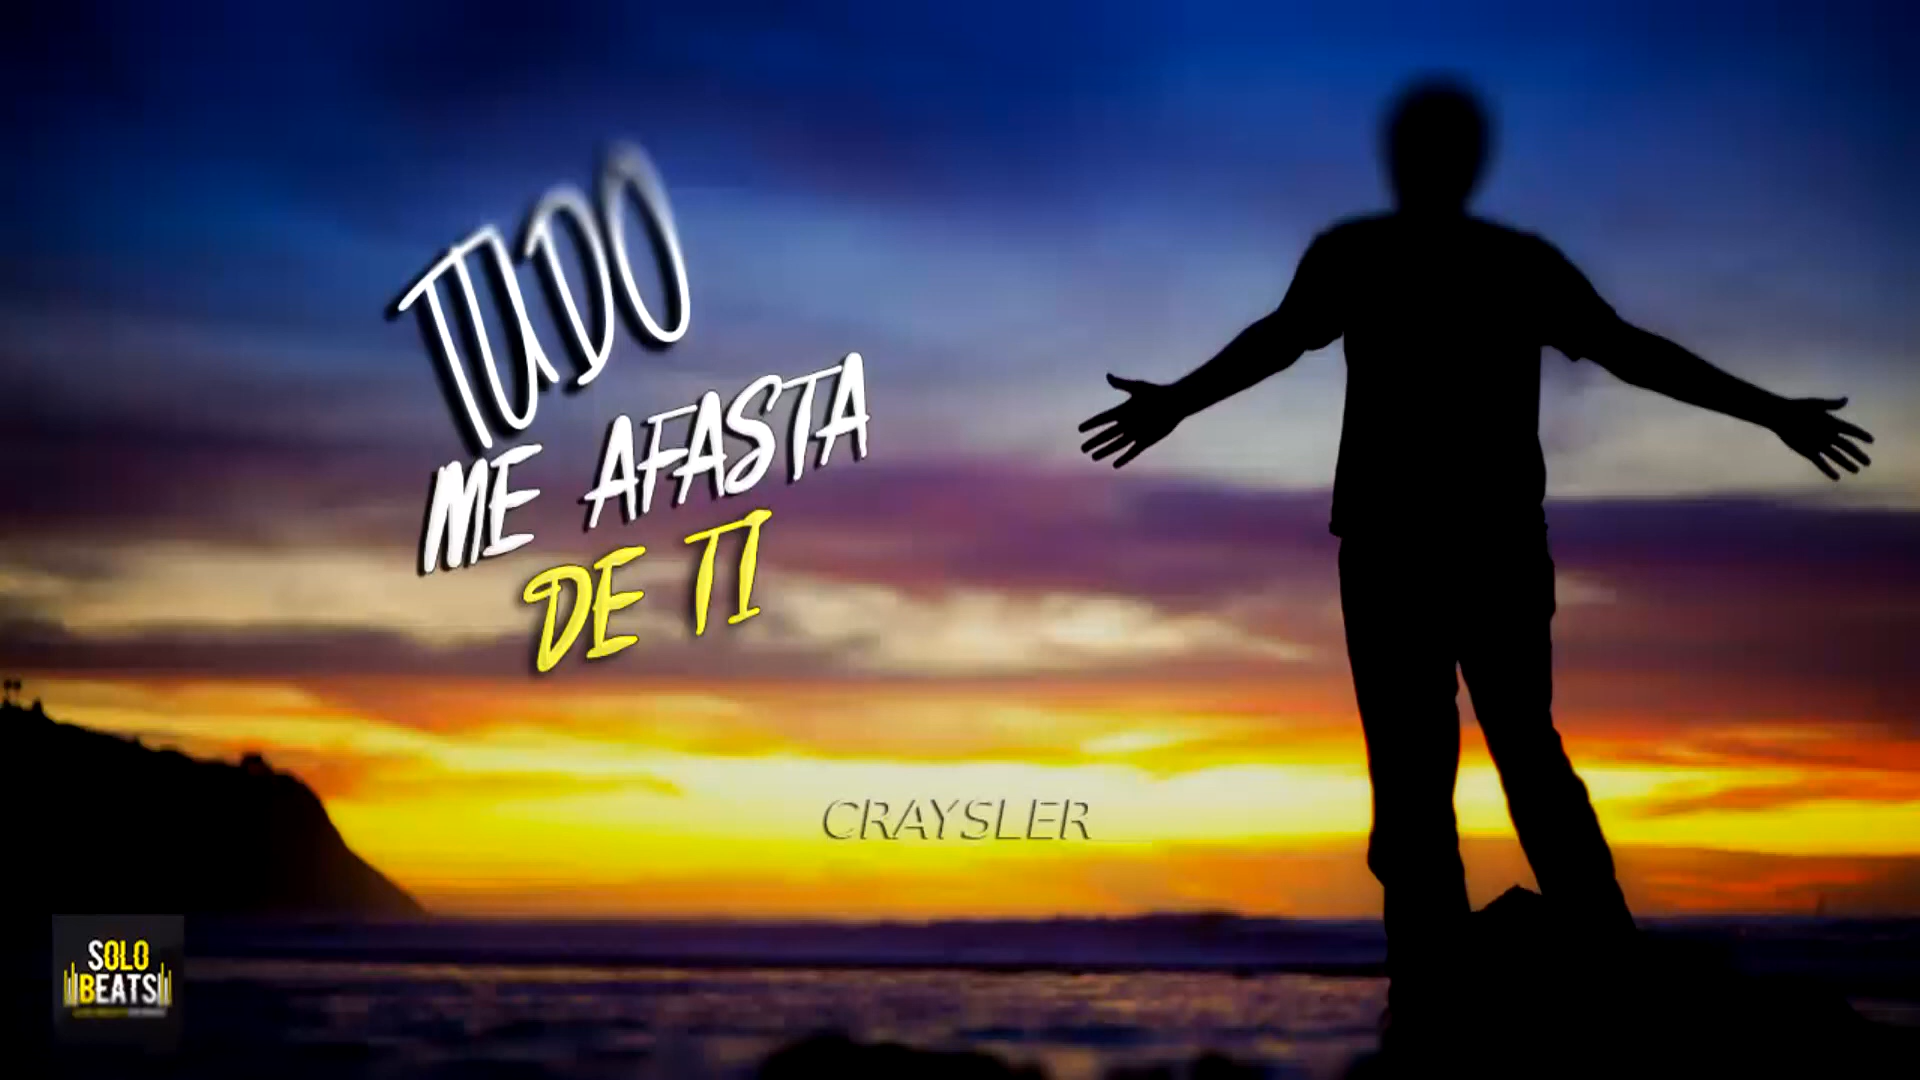 TUDO
ME AFASTA
DE TI
CRAYSLER
SOLO
BEATS